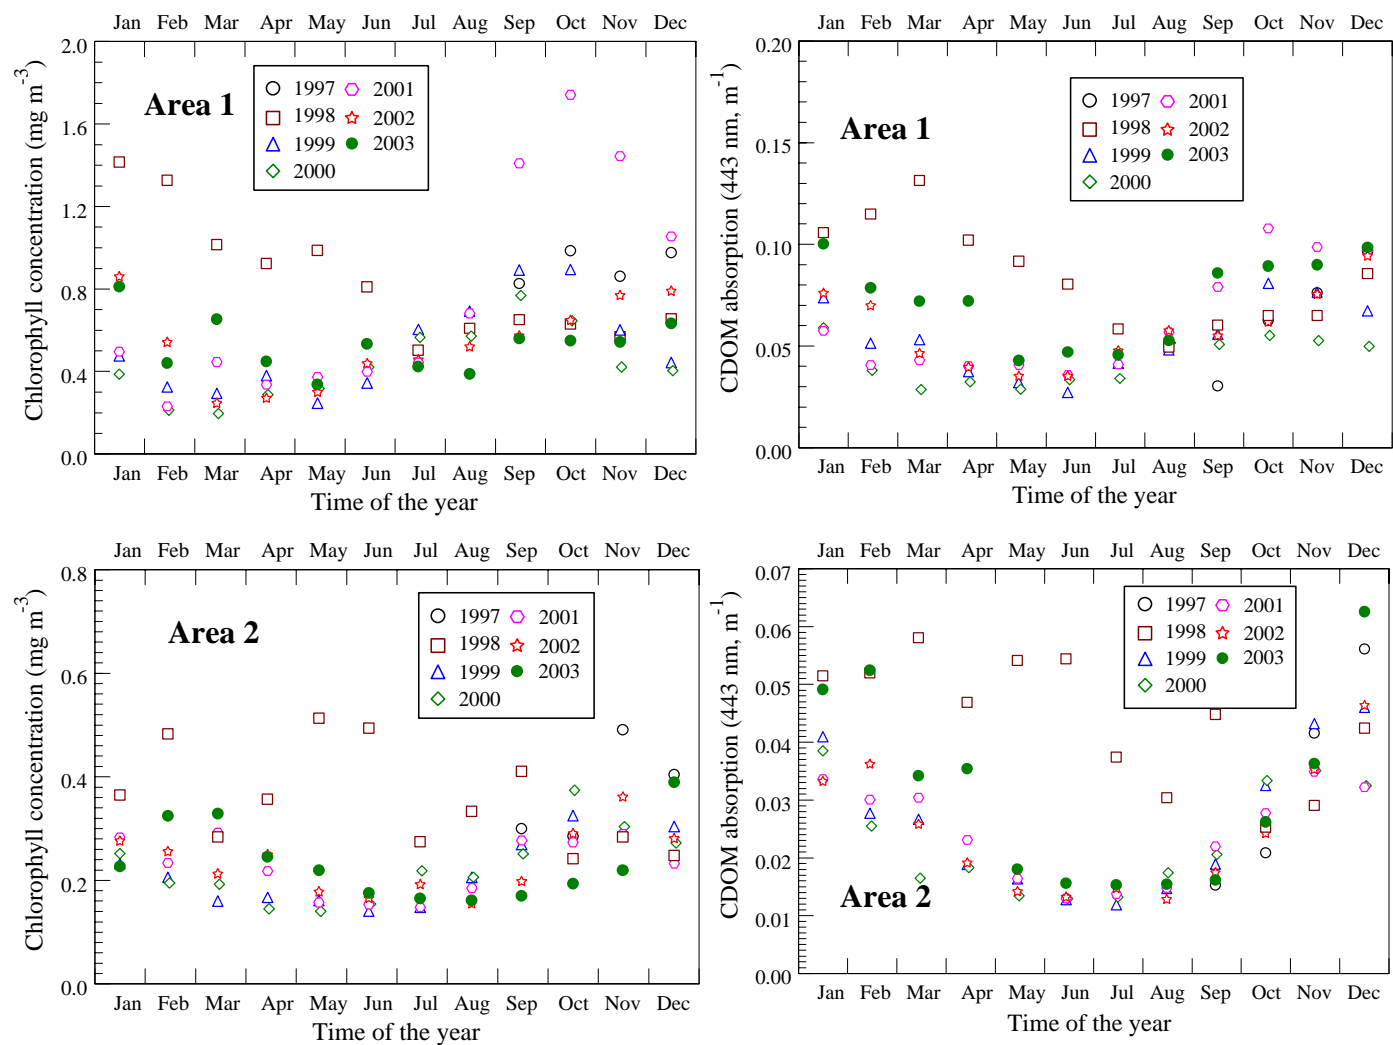 Jan Feb Mar Apr May Jun Jul Aug Sep Oct Nov Dec
2.0
1.6
1.2
0.8
0.4
0.0
Chlorophyll concentration (mg m-3)
Area 1
1997 2001
1998 2002
1999 2003
2000
Jan Feb Mar Apr May Jun Jul Aug Sep Oct Nov Dec
Time of the year
Jan Feb Mar Apr May Jun Jul Aug Sep Oct Nov Dec
0.20
0.15
0.10
0.05
0.00
CDOM absorption (443 nm, m-1)
Area 1
1997 2001
1998 2002
1999 2003
2000
Jan Feb Mar Apr May Jun Jul Aug Sep Oct Nov Dec
Time of the year
Jan Feb Mar Apr May Jun Jul Aug Sep Oct Nov Dec
0.8
0.6
0.4
0.2
0.0
Chlorophyll concentration (mg m-3)
Area 2
1997 2001
1998 2002
1999 2003
2000
Jan Feb Mar Apr May Jun Jul Aug Sep Oct Nov Dec
Time of the year
Jan Feb Mar Apr May Jun Jul Aug Sep Oct Nov Dec
0.07
0.06
0.05
0.04
0.03
0.02
0.01
0.00
CDOM absorption (443 nm, m-1)
1997 2001
1998 2002
1999 2003
2000
Area 2
Jan Feb Mar Apr May Jun Jul Aug Sep Oct Nov Dec
Time of the year